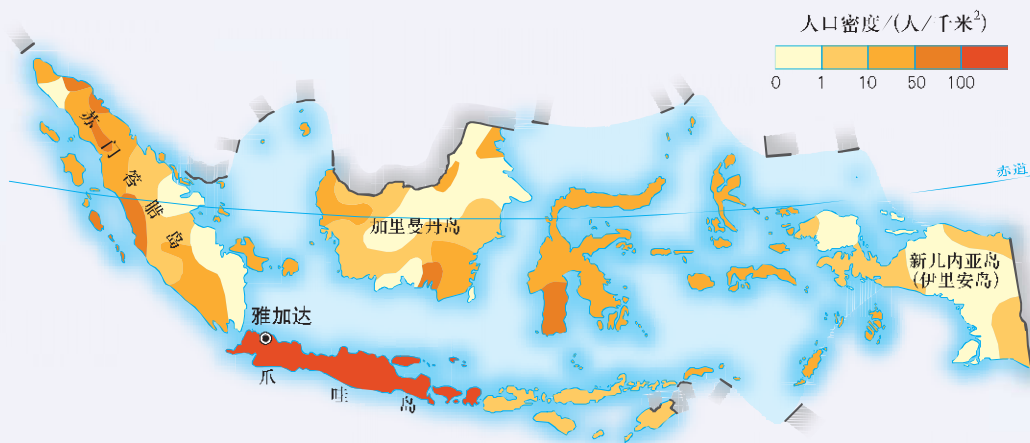 人口密度/(人/千米²)
0 1 10 50 100
赤道
苏门答腊岛
加里曼丹岛
新几内亚岛
(伊里安岛)
雅加达
爪哇岛